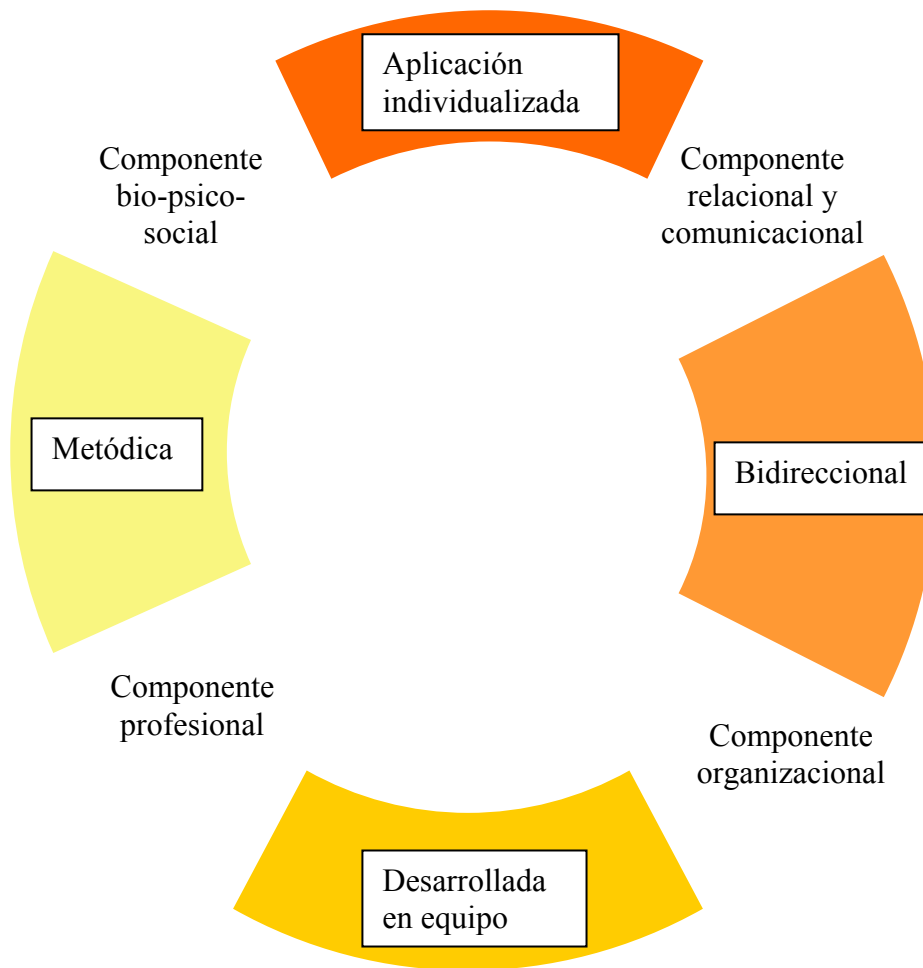 Aplicación
individualizada
Componente
bio-psico-
social
Componente
relacional y
comunicacional
Metódica
Bidireccional
Componente
profesional
Componente
organizacional
Desarrollada
en equipo